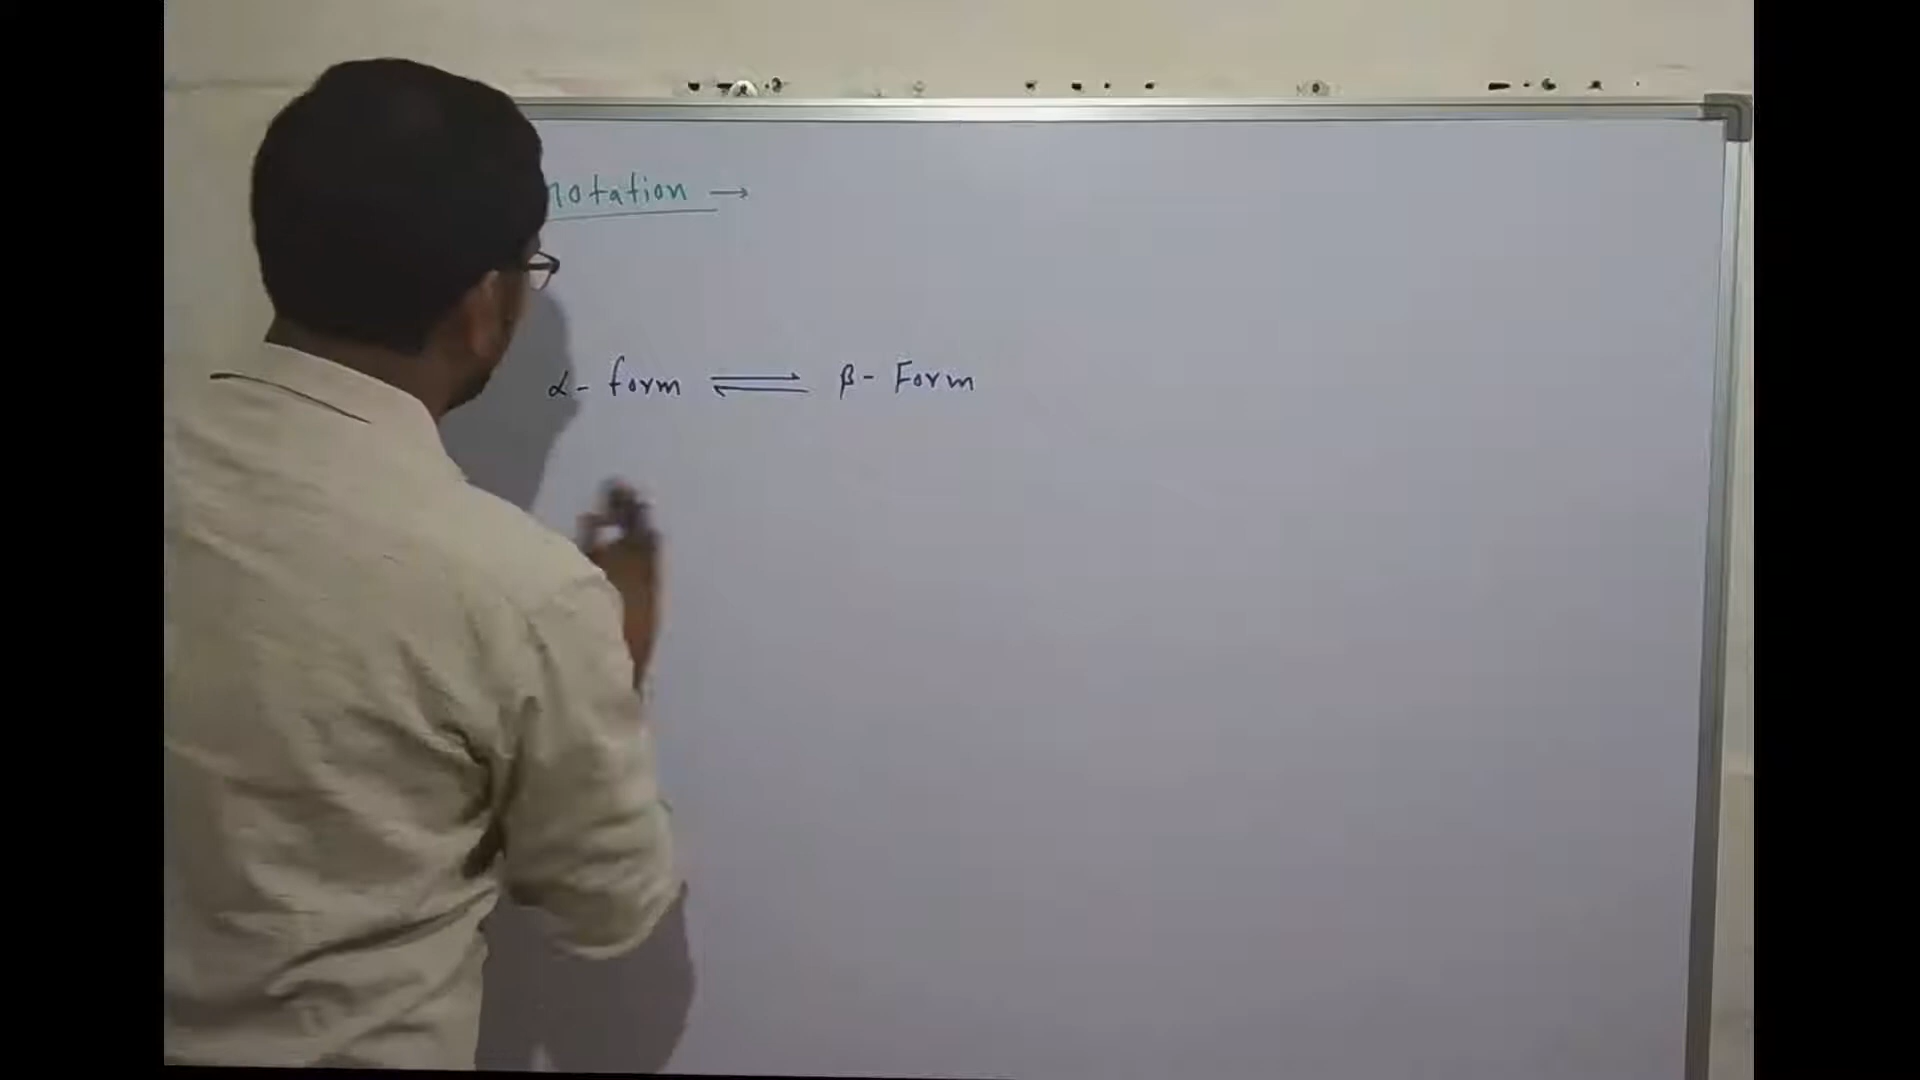 notation →
α- form ⇌ β- Form